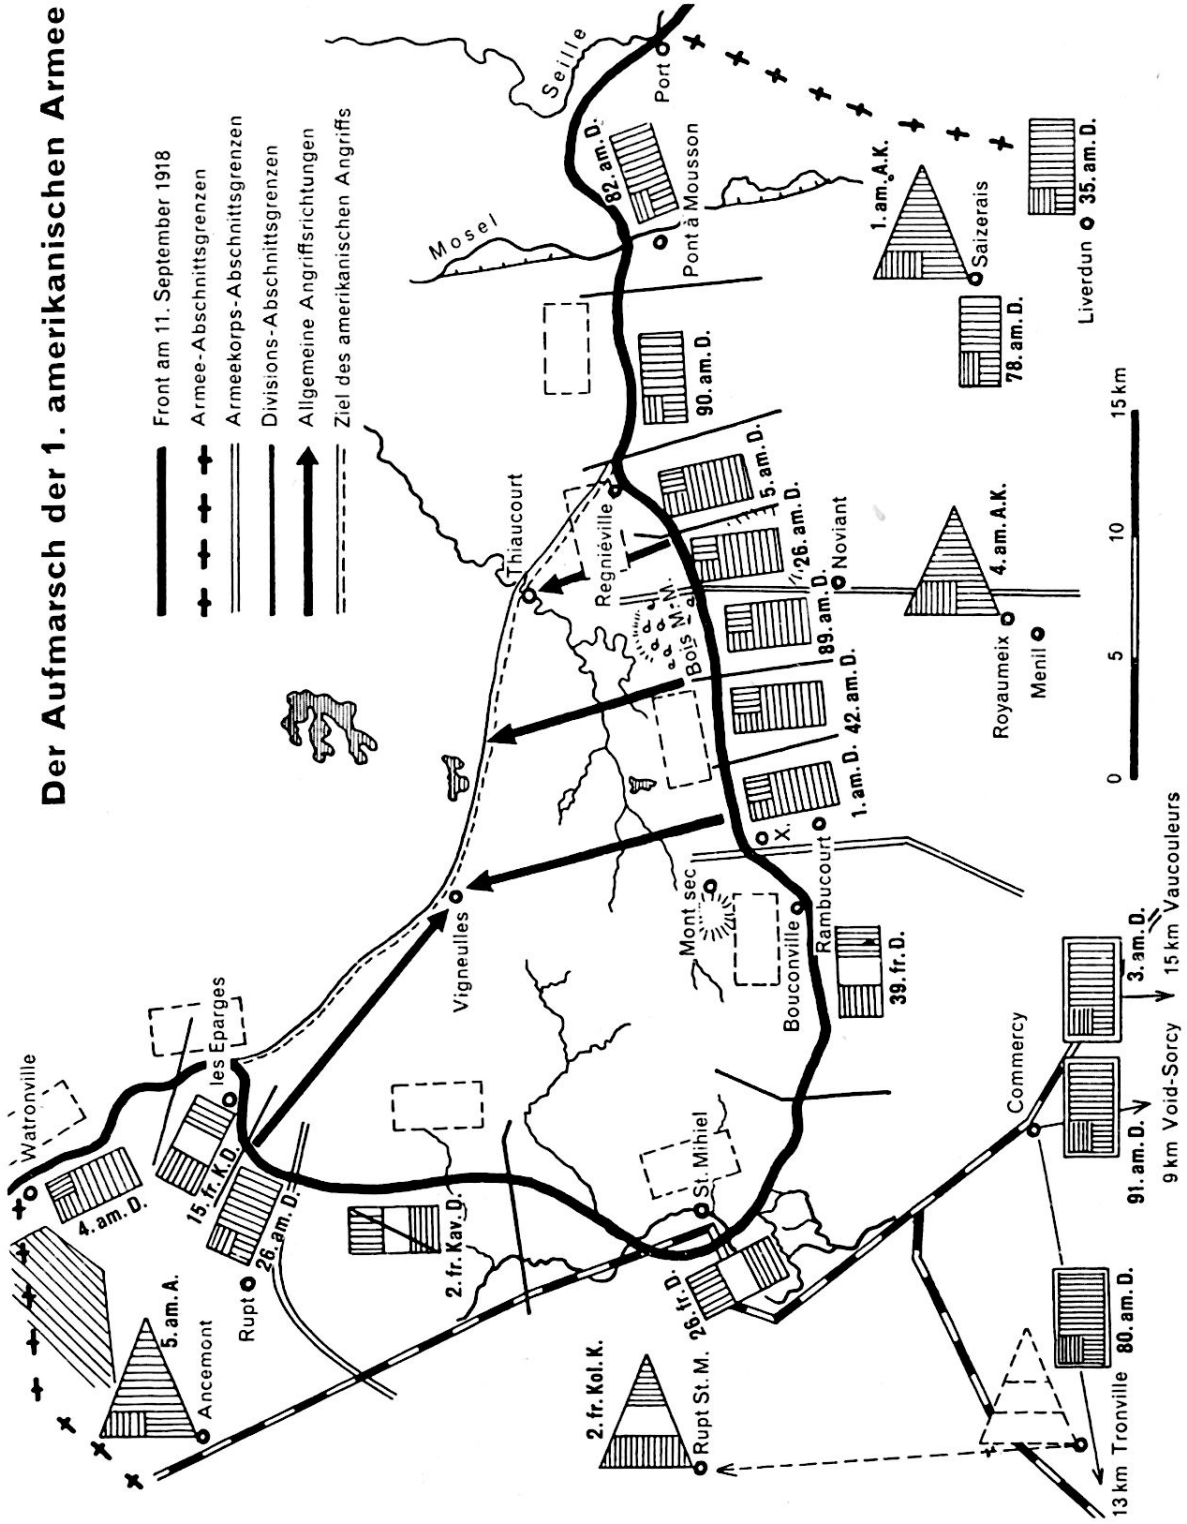 Der Aufmarsch der 1. amerikanischen Armee
Front am 11. September 1918
Armee-Abschnittsgrenzen
Armeekorps-Abschnittsgrenzen
Divisions-Abschnittgrenzen
Allgemeine Angriffsrichtungen
Ziel des amerikanischen Angriffs
Watronville
les Eparges
4. am. D.
15. fr. K.D.
26. am. D.
5. am. A.
Rupt
Ancemont
Vigneulles
Thiaucourt
Mosel
Seille
Port
82. am. D.
Pont à Mousson
90. am. D.
Regniéville
5. am. D.
26. am. D.
Bois M.M.
89. am. D.
Noviant
42. am. D.
1. am. D.
X.
Rambucourt
Mont sec
Bouconville
39. fr. D.
2. fr. Kav. D.
St. Mihiel
26. fr. D.
2. fr. Kol. K.
Rupt St. M.
1. am. A.K.
Saizerais
78. am. D.
35. am. D.
Liverdun
4. am. A.K.
Royaumeix
Menil
Commercy
3. am. D.
15 km Vaucouleurs
91. am. D.
9 km Void-Sorcy
80. am. D.
13 km Tronville
0
5
10
15 km